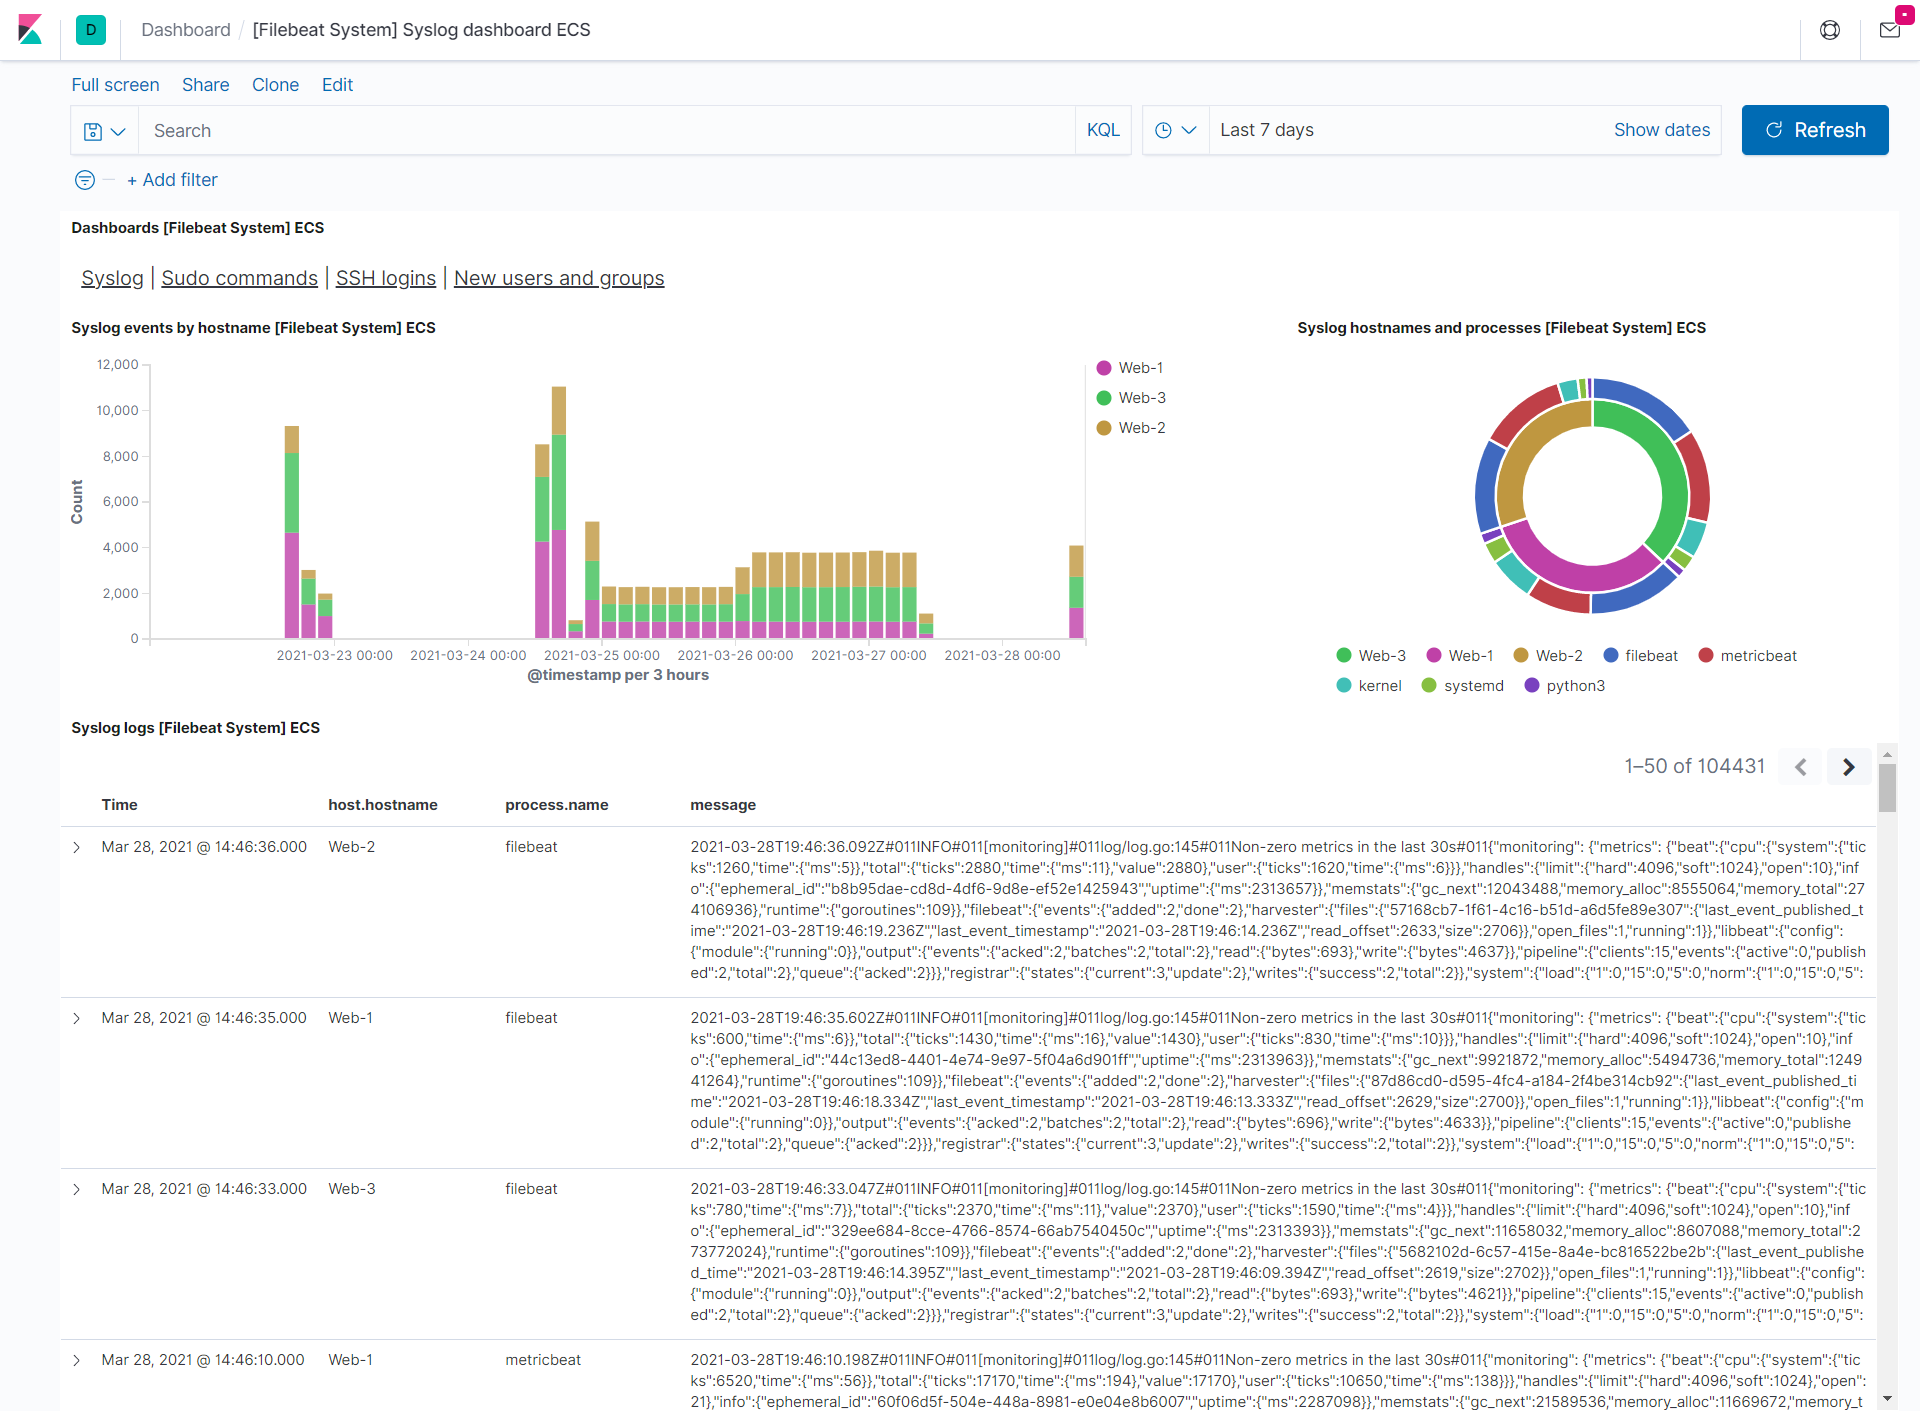 D Dashboard / [Filebeat System] Syslog dashboard ECS
Full screen Share Clone Edit
Search KQL Last 7 days Show dates Refresh
+ Add filter
Dashboards [Filebeat System] ECS
Syslog | Sudo commands | SSH logins | New users and groups
Syslog events by hostname [Filebeat System] ECS
12,000
10,000
8,000
6,000
4,000
2,000
0
Count
2021-03-23 00:00 2021-03-24 00:00 2021-03-25 00:00 2021-03-26 00:00 2021-03-27 00:00 2021-03-28 00:00
@timestamp per 3 hours
Web-1
Web-3
Web-2
Syslog hostnames and processes [Filebeat System] ECS
Web-3 Web-1 Web-2 filebeat metricbeat
kernel systemd python3
Syslog logs [Filebeat System] ECS
1–50 of 104431
Time host.hostname process.name message
Mar 28, 2021 @ 14:46:36.000 Web-2 filebeat 2021-03-28T19:46:36.092Z#011INFO#011[monitoring]#011log/log.go:145#011Non-zero metrics in the last 30s#011{"monitoring": {"metrics": {"beat":{"cpu":{"system":{"tic
ks":1260,"time":{"ms":5}},"total":{"ticks":2880,"time":{"ms":11},"value":2880},"user":{"ticks":1620,"time":{"ms":6}}},"handles":{"limit":{"hard":4096,"soft":1024},"open":10},"inf
o":{"ephemeral_id":"b8b95dae-cd8d-4df6-9d8e-ef52e1425943","uptime":{"ms":2313657}},"memstats":{"gc_next":12043488,"memory_alloc":8555064,"memory_total":27
4106936},"runtime":{"goroutines":109}},"filebeat":{"events":{"added":2,"done":2},"harvester":{"files":{"57168cb7-1f61-4c16-b51d-a6d5fe89e307":{"last_event_published_t
ime":"2021-03-28T19:46:19.236Z","last_event_timestamp":"2021-03-28T19:46:14.236Z","read_offset":2633,"size":2706}},"open_files":1,"running":1}},"libbeat":{"config":
{"module":{"running":0}},"output":{"events":{"acked":2,"batches":2,"total":2},"read":{"bytes":693},"write":{"bytes":4637}},"pipeline":{"clients":15,"events":{"active":0,"publish
ed":2,"total":2},"queue":{"acked":2}}},"registrar":{"states":{"current":3,"update":2},"writes":{"success":2,"total":2}},"system":{"load":{"1":0,"15":0,"5":0,"norm":{"1":0,"15":0,"5":
Mar 28, 2021 @ 14:46:35.000 Web-1 filebeat 2021-03-28T19:46:35.602Z#011INFO#011[monitoring]#011log/log.go:145#011Non-zero metrics in the last 30s#011{"monitoring": {"metrics": {"beat":{"cpu":{"system":{"tic
ks":600,"time":{"ms":6}},"total":{"ticks":1430,"time":{"ms":16},"value":1430},"user":{"ticks":830,"time":{"ms":10}}},"handles":{"limit":{"hard":4096,"soft":1024},"open":10},"inf
o":{"ephemeral_id":"44c13ed8-4401-4e74-9e97-5f04a6d901ff","uptime":{"ms":2313963}},"memstats":{"gc_next":9921872,"memory_alloc":5494736,"memory_total":1249
41264},"runtime":{"goroutines":109}},"filebeat":{"events":{"added":2,"done":2},"harvester":{"files":{"87d86cd0-d595-4fc4-a184-2f4be314cb92":{"last_event_published_ti
me":"2021-03-28T19:46:18.334Z","last_event_timestamp":"2021-03-28T19:46:13.333Z","read_offset":2629,"size":2700}},"open_files":1,"running":1}},"libbeat":{"config":{"m
odule":{"running":0}},"output":{"events":{"acked":2,"batches":2,"total":2},"read":{"bytes":696},"write":{"bytes":4633}},"pipeline":{"clients":15,"events":{"active":0,"publishe
d":2,"total":2},"queue":{"acked":2}}},"registrar":{"states":{"current":3,"update":2},"writes":{"success":2,"total":2}},"system":{"load":{"1":0,"15":0,"5":0,"norm":{"1":0,"15":0,"5":
Mar 28, 2021 @ 14:46:33.000 Web-3 filebeat 2021-03-28T19:46:33.047Z#011INFO#011[monitoring]#011log/log.go:145#011Non-zero metrics in the last 30s#011{"monitoring": {"metrics": {"beat":{"cpu":{"system":{"tic
ks":780,"time":{"ms":7}},"total":{"ticks":2370,"time":{"ms":11},"value":2370},"user":{"ticks":1590,"time":{"ms":4}}},"handles":{"limit":{"hard":4096,"soft":1024},"open":10},"inf
o":{"ephemeral_id":"329ee684-8cce-4766-8574-66ab7540450c","uptime":{"ms":2313393}},"memstats":{"gc_next":11658032,"memory_alloc":8607088,"memory_total":2
73772024},"runtime":{"goroutines":109}},"filebeat":{"events":{"added":2,"done":2},"harvester":{"files":{"5682102d-6c57-415e-8a4e-bc816522be2b":{"last_event_publishe
d_time":"2021-03-28T19:46:14.395Z","last_event_timestamp":"2021-03-28T19:46:09.394Z","read_offset":2619,"size":2702}},"open_files":1,"running":1}},"libbeat":{"config":
{"module":{"running":0}},"output":{"events":{"acked":2,"batches":2,"total":2},"read":{"bytes":693},"write":{"bytes":4621}},"pipeline":{"clients":15,"events":{"active":0,"publish
ed":2,"total":2},"queue":{"acked":2}}},"registrar":{"states":{"current":3,"update":2},"writes":{"success":2,"total":2}},"system":{"load":{"1":0,"15":0,"5":0,"norm":{"1":0,"15":0,"5":
Mar 28, 2021 @ 14:46:10.000 Web-1 metricbeat 2021-03-28T19:46:10.198Z#011INFO#011[monitoring]#011log/log.go:145#011Non-zero metrics in the last 30s#011{"monitoring": {"metrics": {"beat":{"cpu":{"system":{"tic
ks":6520,"time":{"ms":56}},"total":{"ticks":17170,"time":{"ms":194},"value":17170},"user":{"ticks":10650,"time":{"ms":138}}},"handles":{"limit":{"hard":4096,"soft":1024},"open":
21},"info":{"ephemeral_id":"60f06d5f-504e-448a-8981-e0e04e8b6007","uptime":{"ms":2287098}},"memstats":{"gc_next":21589536,"memory_alloc":11669672,"memory_t